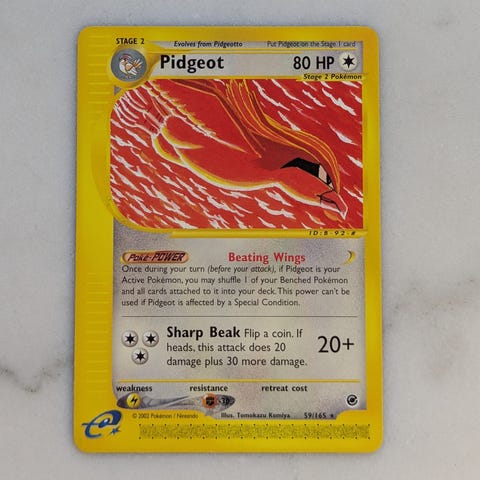 STAGE 2
Evolves from Pidgeotto
Put Pidgeot on the Stage 1 card
Pidgeot 80 HP
Stage 2 Pokémon
ID:B-92-#
Poké-POWER Beating Wings
Once during your turn (before your attack), if Pidgeot is your
Active Pokémon, you may shuffle 1 of your Benched Pokémon
and all cards attached to it into your deck. This power can't be
used if Pidgeot is affected by a Special Condition.
Sharp Beak Flip a coin. If
heads, this attack does 20
damage plus 30 more damage.
20+
weakness resistance retreat cost
-30
© 2002 Pokémon / Nintendo Illus. Tomokazu Komiya 59/165 ★
e